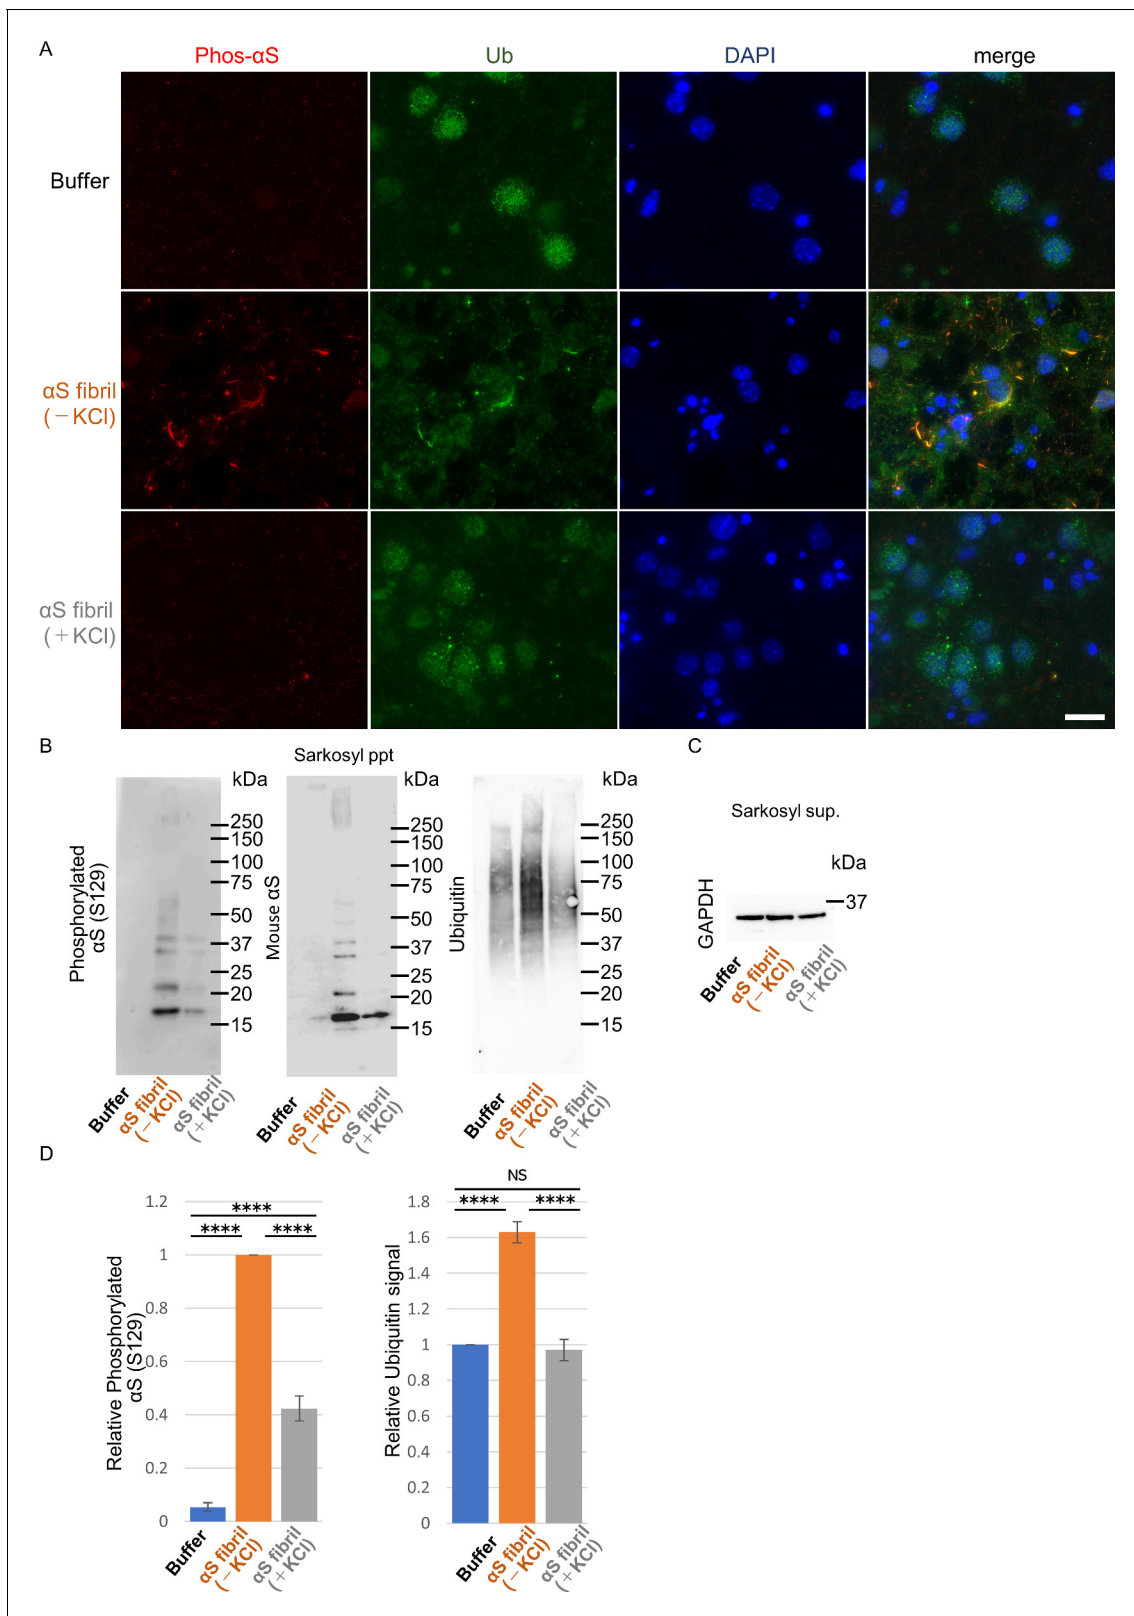 A
Phos-αS
Ub
DAPI
merge
Buffer
αS fibril
(－KCl)
αS fibril
(＋KCl)
B
Sarkosyl ppt
Phosphorylated
αS (S129)
kDa
250
150
100
75
50
37
25
20
15
Buffer
αS fibril
(－KCl)
αS fibril
(＋KCl)
Mouse αS
kDa
250
150
100
75
50
37
25
20
15
Buffer
αS fibril
(－KCl)
αS fibril
(＋KCl)
Ubiquitin
kDa
250
150
100
75
50
37
25
20
15
Buffer
αS fibril
(－KCl)
αS fibril
(＋KCl)
C
Sarkosyl sup.
kDa
37
GAPDH
Buffer
αS fibril
(－KCl)
αS fibril
(＋KCl)
D
Relative Phosphorylated
αS (S129)
1.2
1
0.8
0.6
0.4
0.2
0
****
**** ****
Buffer
αS fibril
(－KCl)
αS fibril
(＋KCl)
Relative Ubiquitin signal
NS
**** ****
1.8
1.6
1.4
1.2
1
0.8
0.6
0.4
0.2
0
Buffer
αS fibril
(－KCl)
αS fibril
(＋KCl)